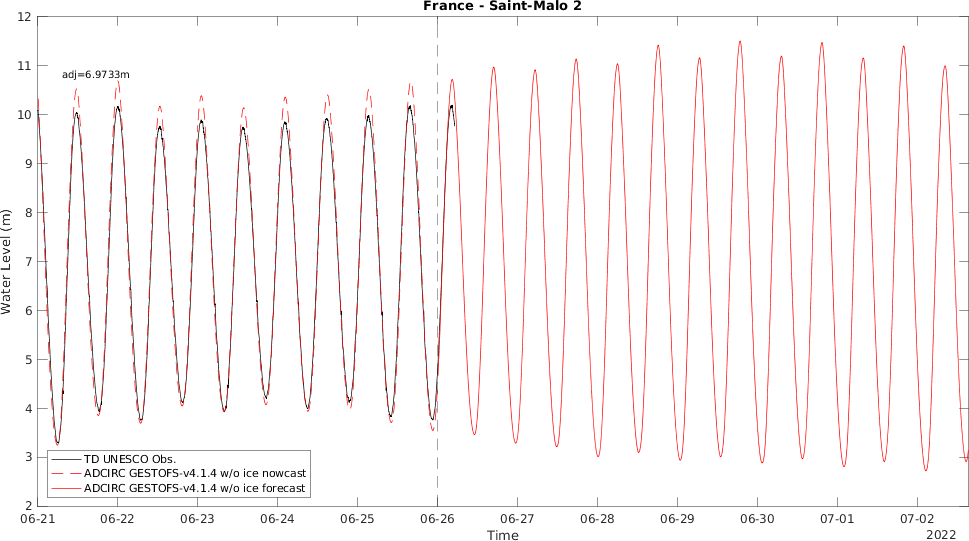 France - Saint-Malo 2
12
11
10
9
8
7
6
5
4
3
2
Water Level (m)
adj=6.9733m
TD UNESCO Obs.
ADCIRC GESTOFS-v4.1.4 w/o ice nowcast
ADCIRC GESTOFS-v4.1.4 w/o ice forecast
06-21 06-22 06-23 06-24 06-25 06-26 06-27 06-28 06-29 06-30 07-01 07-02
Time
2022